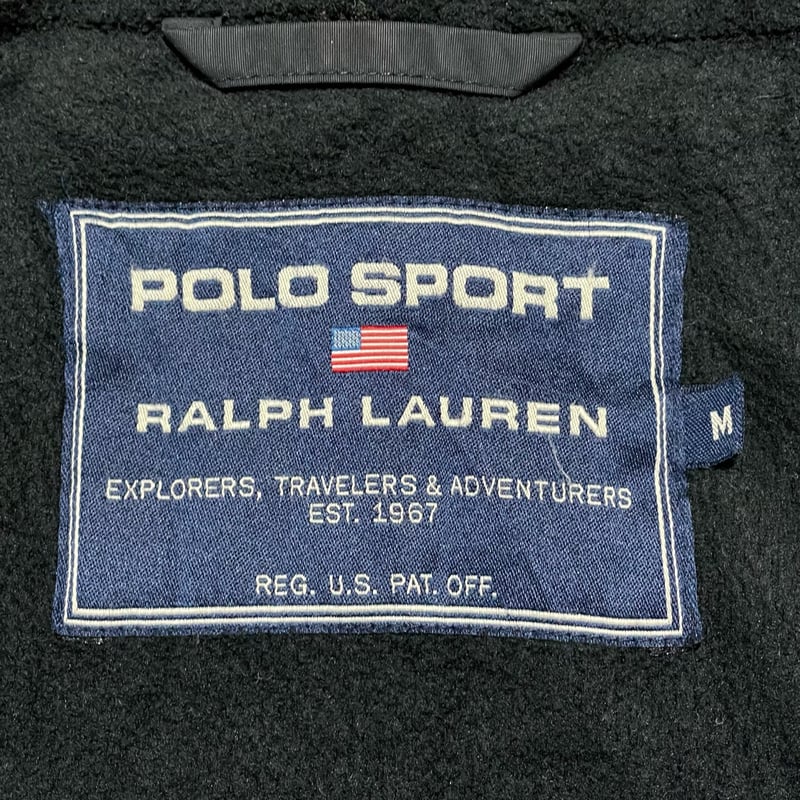 POLO SPORT
RALPH LAUREN
M
EXPLORERS, TRAVELERS & ADVENTURERS
EST. 1967
REG. U.S. PAT. OFF.